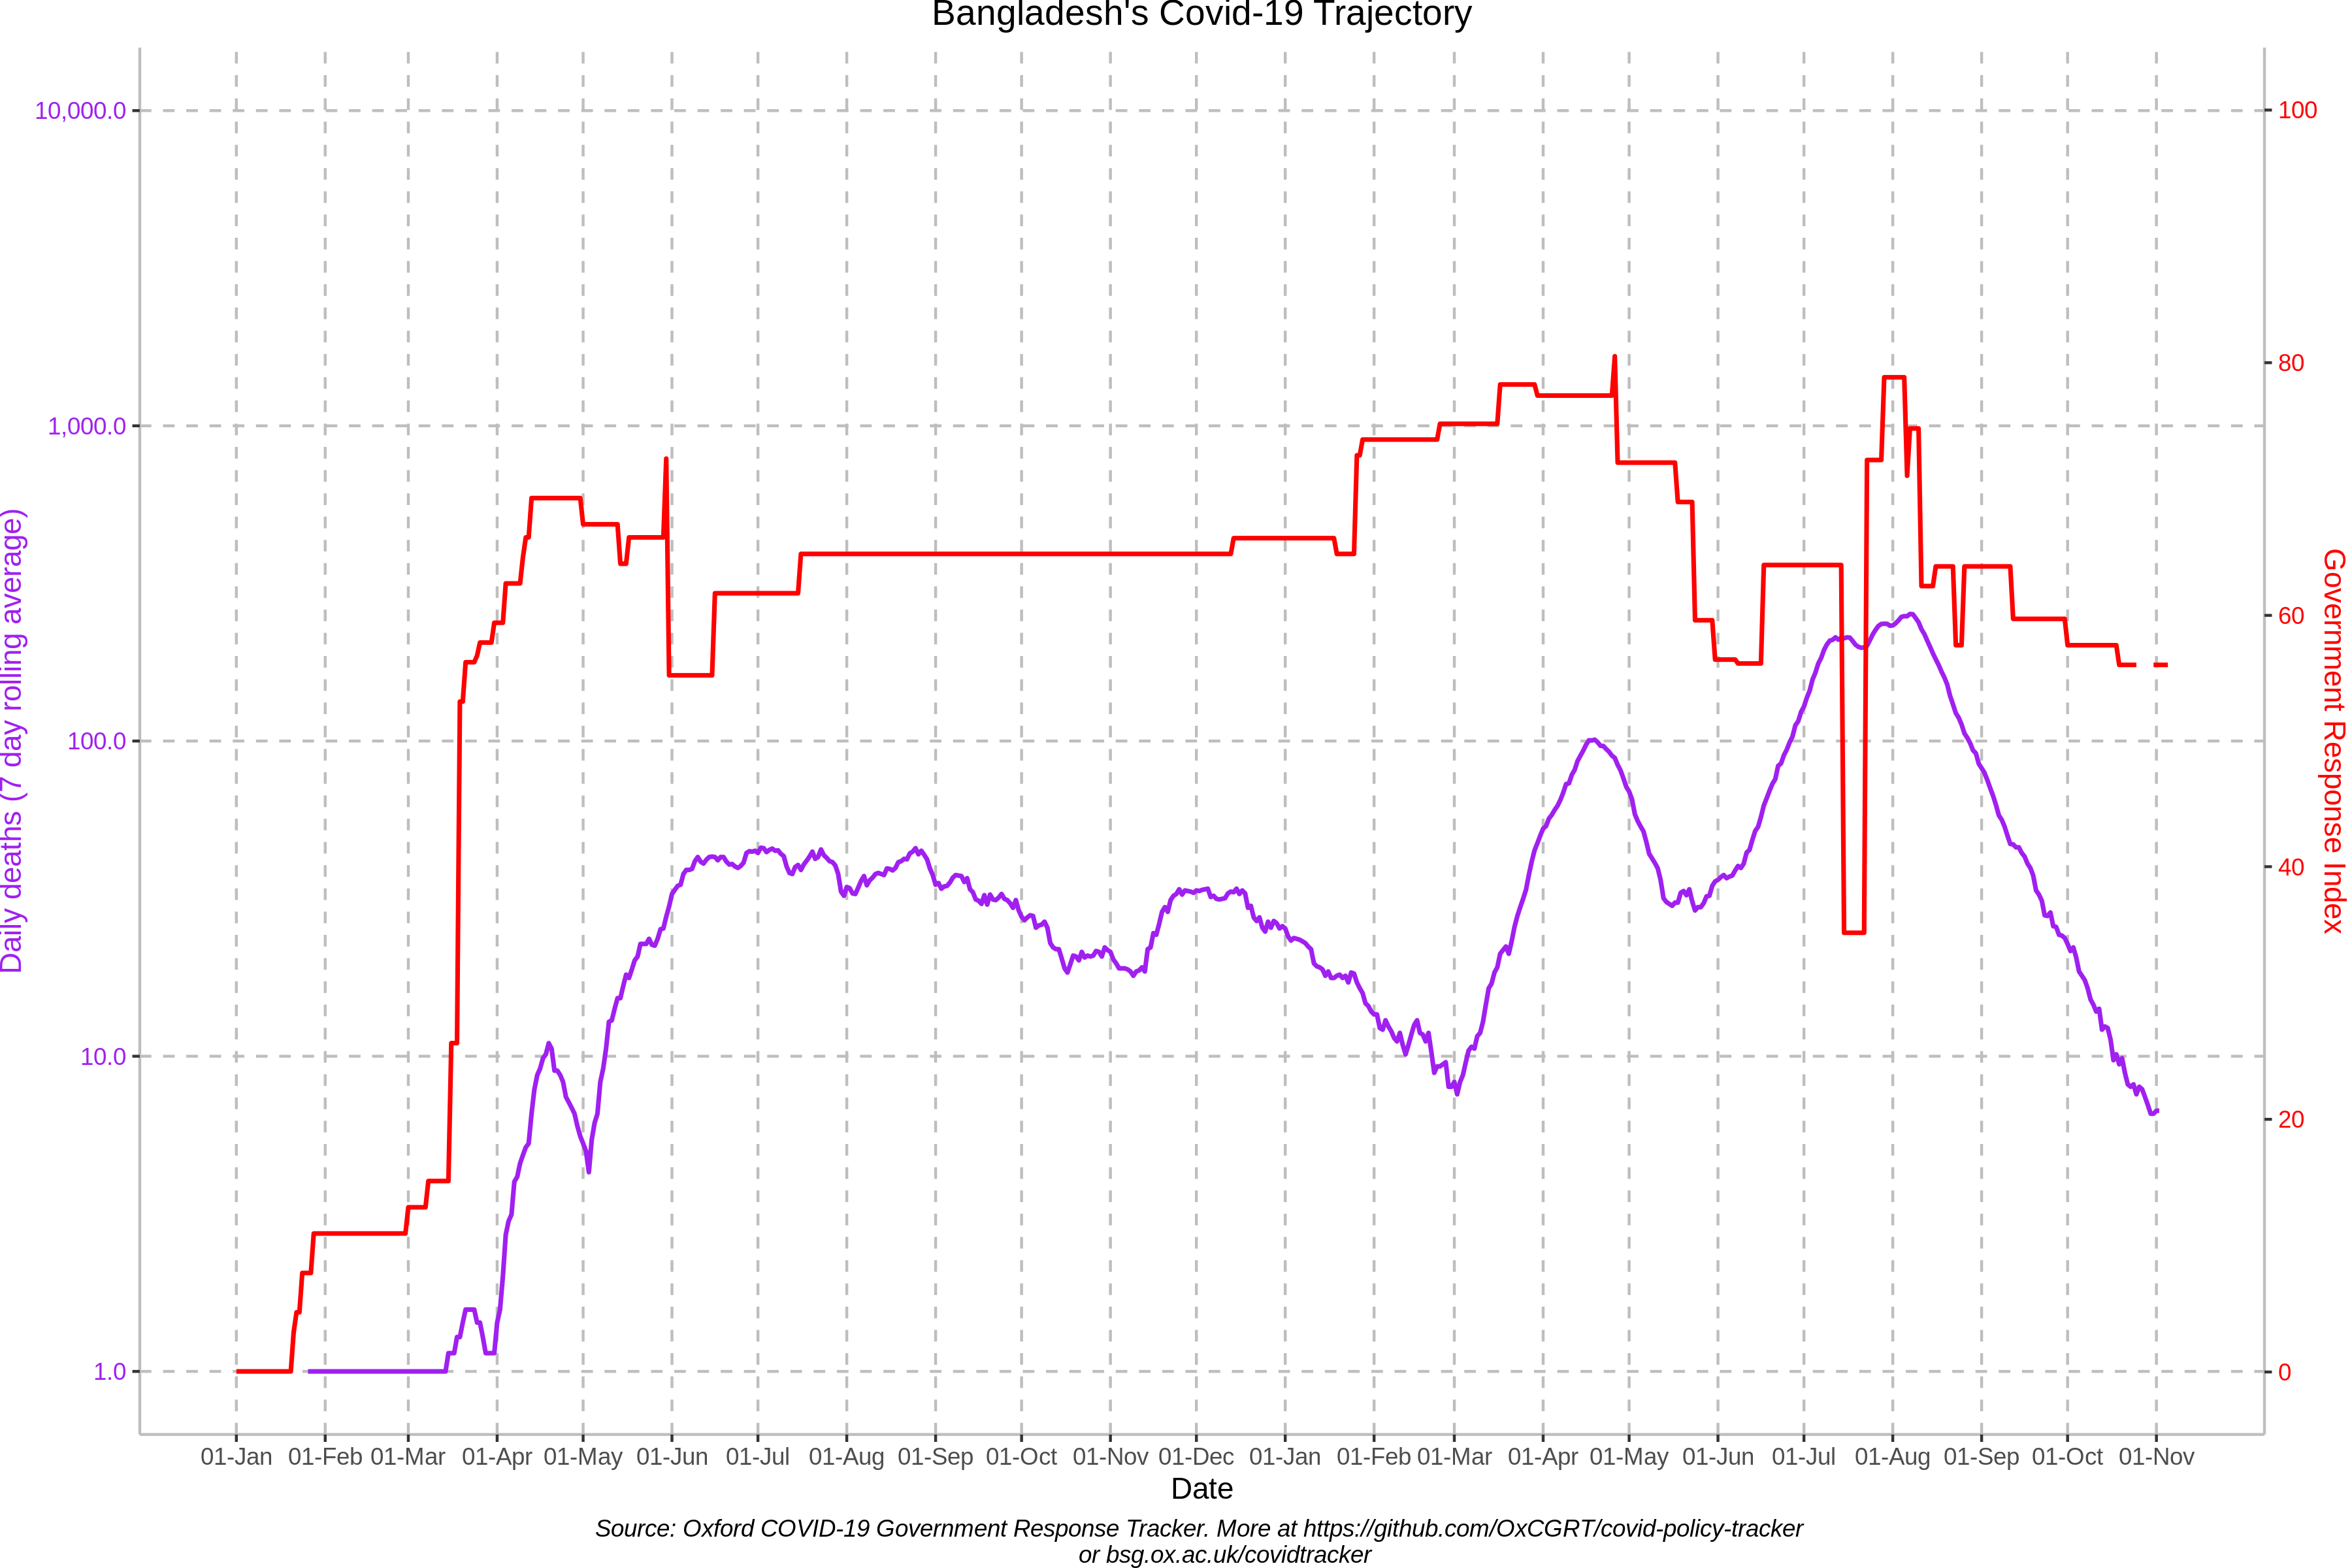 Bangladesh's Covid-19 Trajectory
10,000.0
1,000.0
100.0
10.0
1.0
Daily deaths (7 day rolling average)
100
80
60
40
20
0
Government Response Index
01-Jan 01-Feb 01-Mar 01-Apr 01-May 01-Jun 01-Jul 01-Aug 01-Sep 01-Oct 01-Nov 01-Dec 01-Jan 01-Feb 01-Mar 01-Apr 01-May 01-Jun 01-Jul 01-Aug 01-Sep 01-Oct 01-Nov
Date
Source: Oxford COVID-19 Government Response Tracker. More at https://github.com/OxCGRT/covid-policy-tracker
or bsg.ox.ac.uk/covidtracker